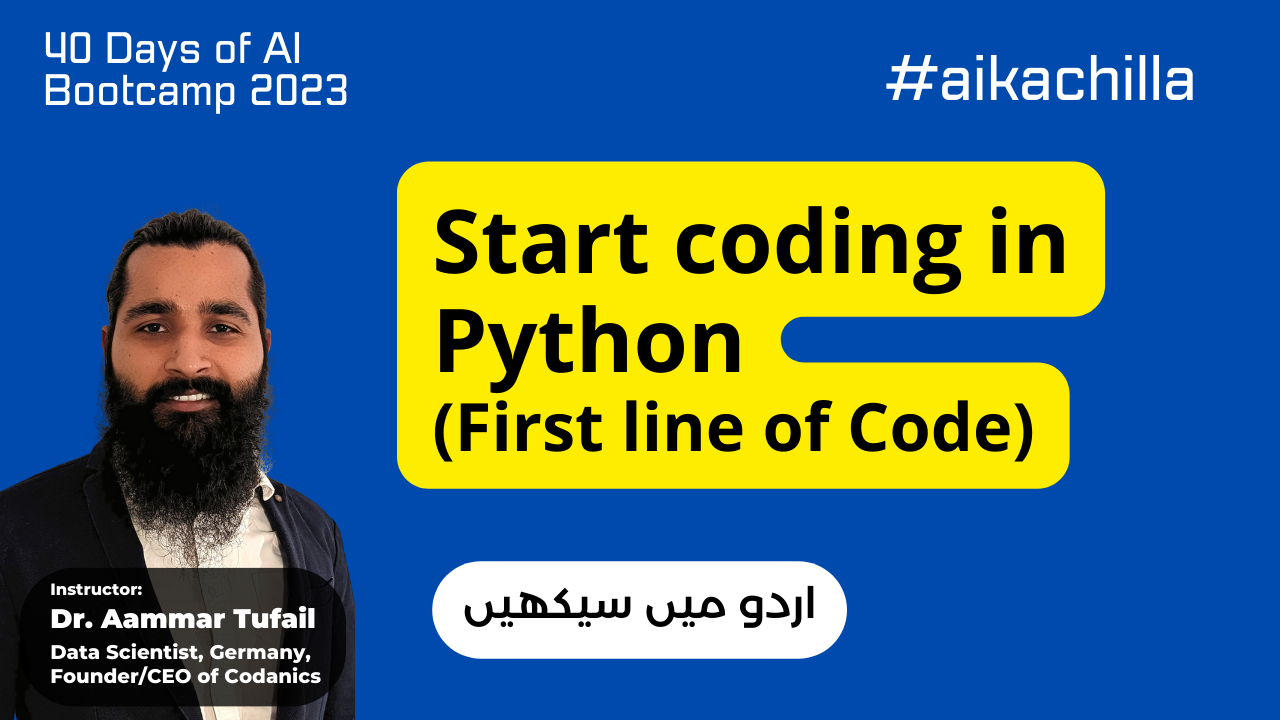 40 Days of AI
Bootcamp 2023
#aikachilla
Start coding in
Python
(First line of Code)
اردو میں سیکھیں
Instructor:
Dr. Aammar Tufail
Data Scientist, Germany,
Founder/CEO of Codanics